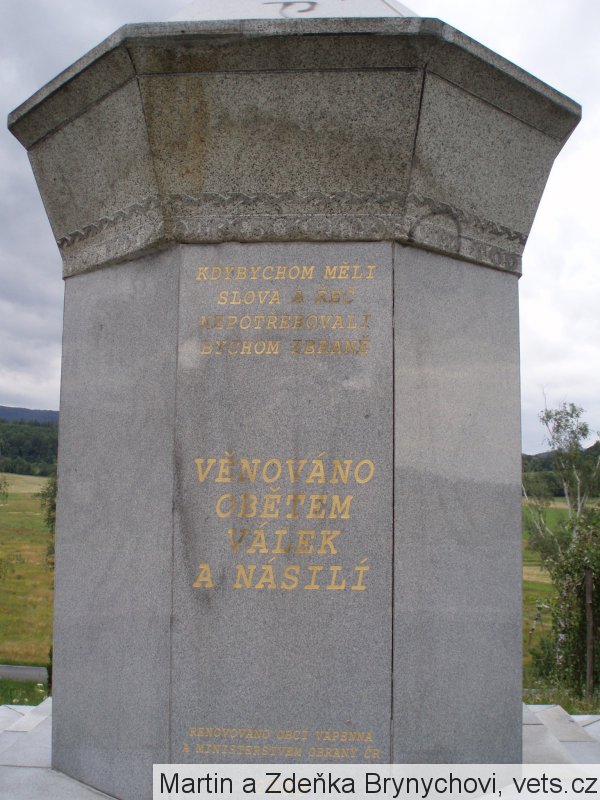 KDYBYCHOM MĚLI
SLOVA A ŘEČ
NEPOTŘEBOVALI
BYCHOM ZBRANĚ
VĚNOVÁNO
OBĚTEM
VÁLEK
A NÁSILÍ
RENOVOVÁNO OBCÍ VÁPENNÁ
A MINISTERSTVEM OBRANY ČR
Martin a Zdeňka Brynychovi, vets.cz